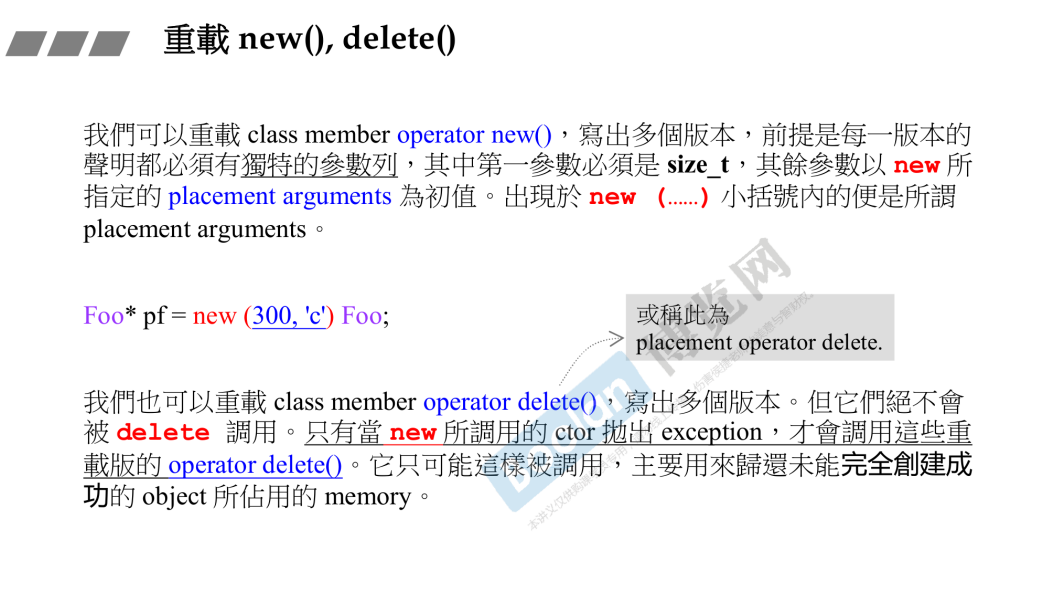 重載 new(), delete()
我們可以重載 class member operator new()，寫出多個版本，前提是每一版本的
聲明都必須有獨特的參數列，其中第一參數必須是 size_t，其餘參數以 new 所
指定的 placement arguments 為初值。出現於 new (……) 小括號內的便是所謂
placement arguments。
Foo* pf = new (300, 'c') Foo;
或稱此為
placement operator delete.
我們也可以重載 class member operator delete()，寫出多個版本。但它們絕不會
被 delete 調用。只有當 new 所調用的 ctor 拋出 exception，才會調用這些重
載版的 operator delete()。它只可能這樣被調用，主要用來歸還未能完全創建成
功的 object 所佔用的 memory。
Boolan
博览网